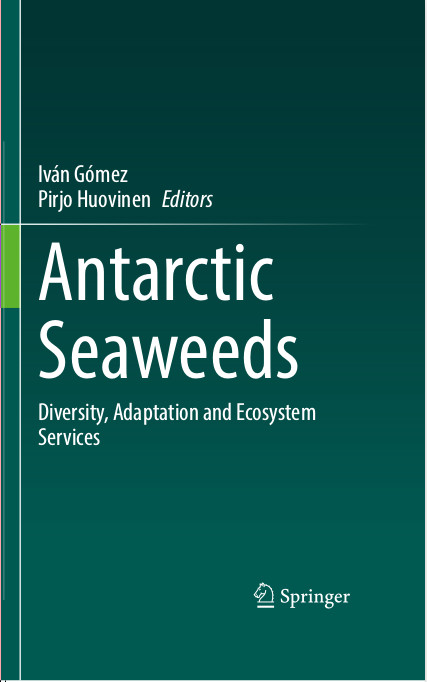 Iván Gómez
Pirjo Huovinen Editors
Antarctic
Seaweeds
Diversity, Adaptation and Ecosystem
Services
Springer